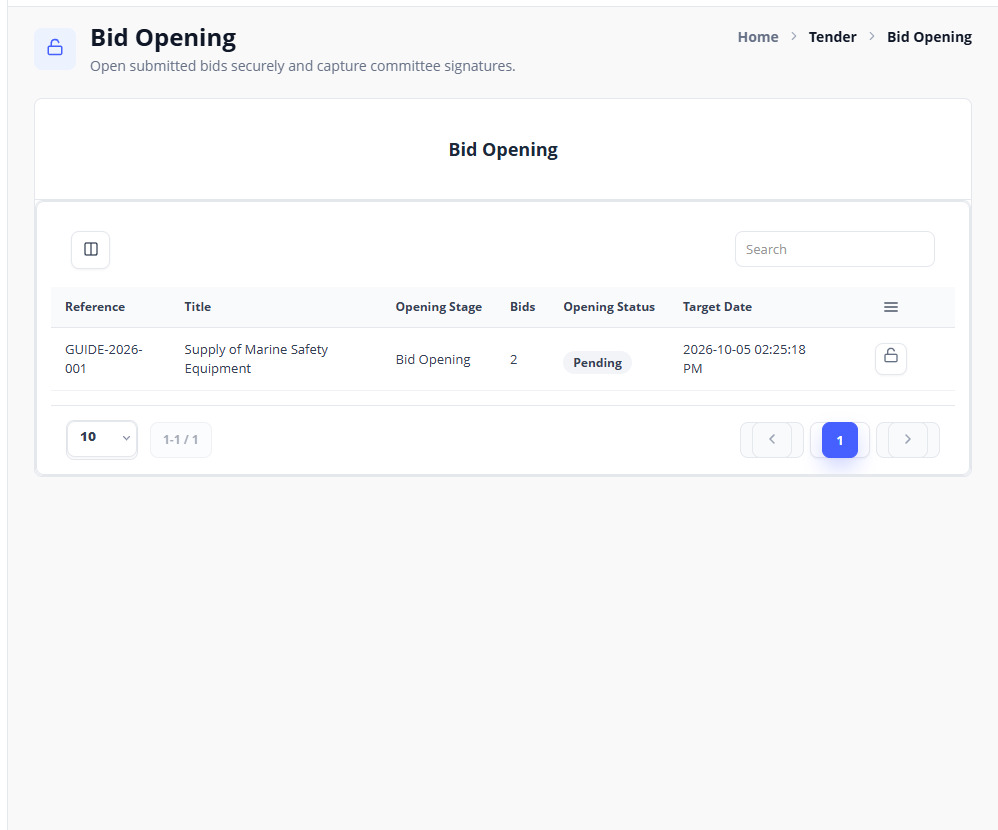 Bid Opening
Open submitted bids securely and capture committee signatures.
Home > Tender > Bid Opening
Bid Opening
Search
Reference Title Opening Stage Bids Opening Status Target Date
GUIDE-2026-
001
Supply of Marine Safety
Equipment
Bid Opening
2
Pending
2026-10-05 02:25:18
PM
10
1-1 / 1
1